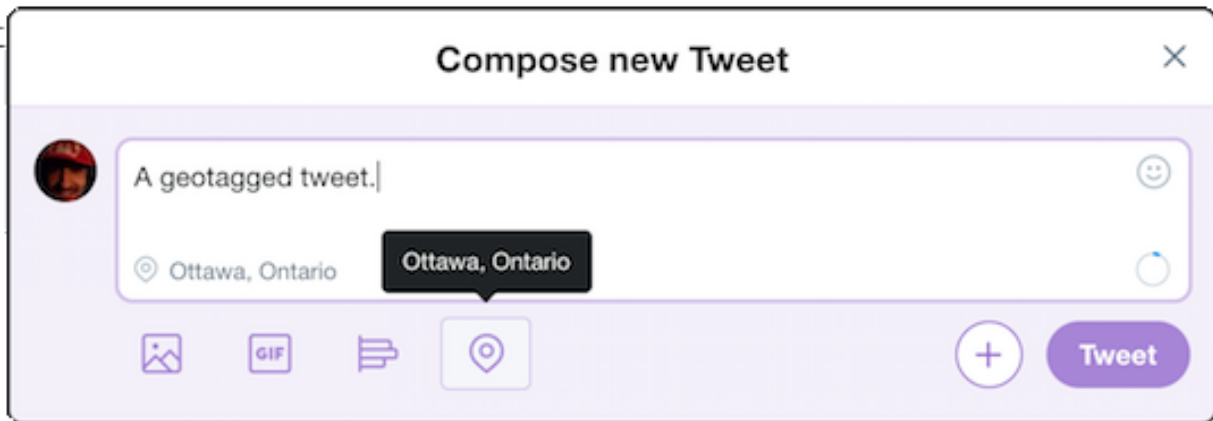 Compose new Tweet
A geotagged tweet.
Ottawa, Ontario
Ottawa, Ontario
GIF
Tweet